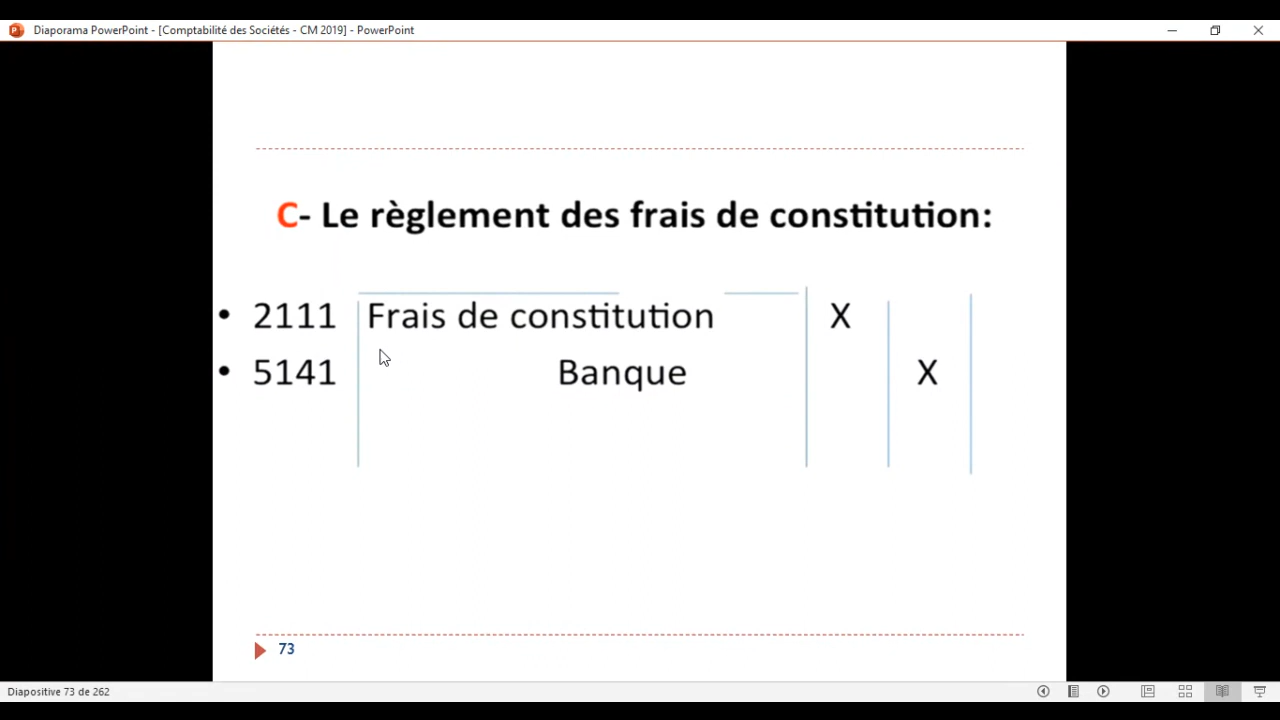 Diaporama PowerPoint - [Comptabilité des Sociétés - CM 2019] - PowerPoint
C- Le règlement des frais de constitution:
• 2111 Frais de constitution X
• 5141 Banque X
73
Diapositive 73 de 262